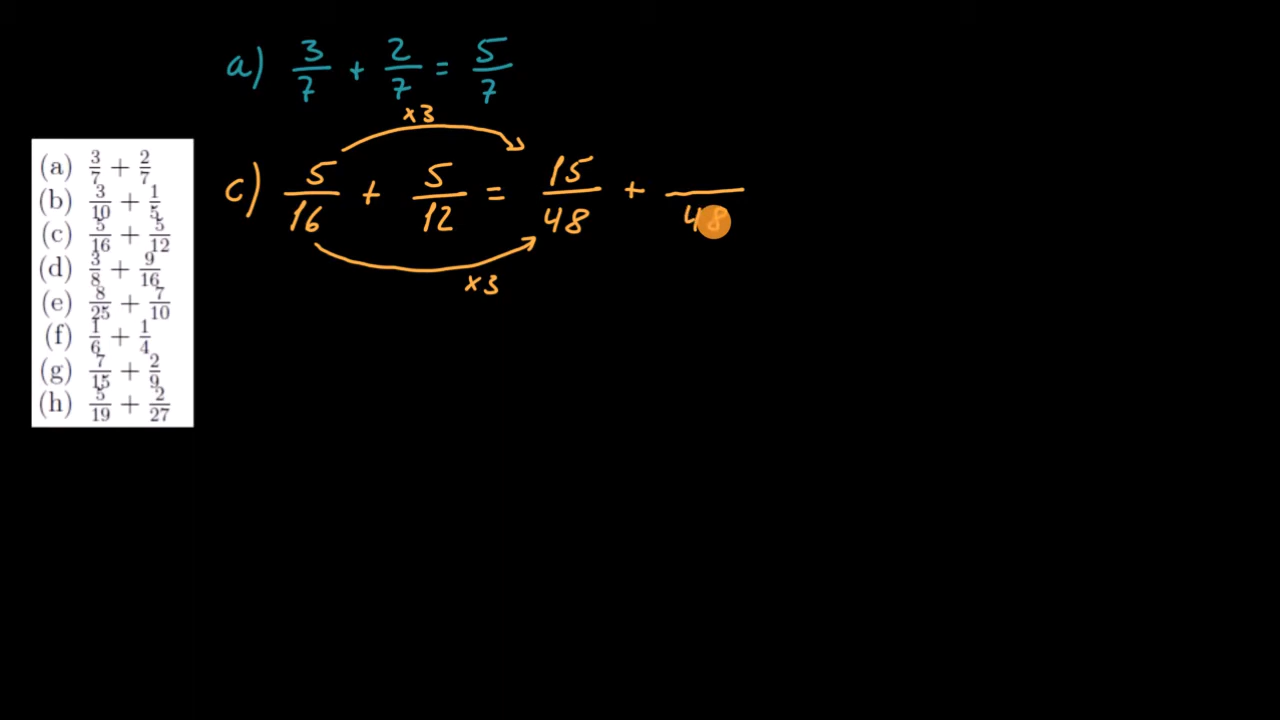 a) 3/7 + 2/7 = 5/7
×3
c) 5/16 + 5/12 = 15/48 + /48
×3
(a) 3/7 + 2/7
(b) 3/10 + 1/5
(c) 5/16 + 5/12
(d) 3/8 + 9/16
(e) 8/25 + 7/10
(f) 1/6 + 1/4
(g) 7/15 + 2/9
(h) 5/19 + 2/27